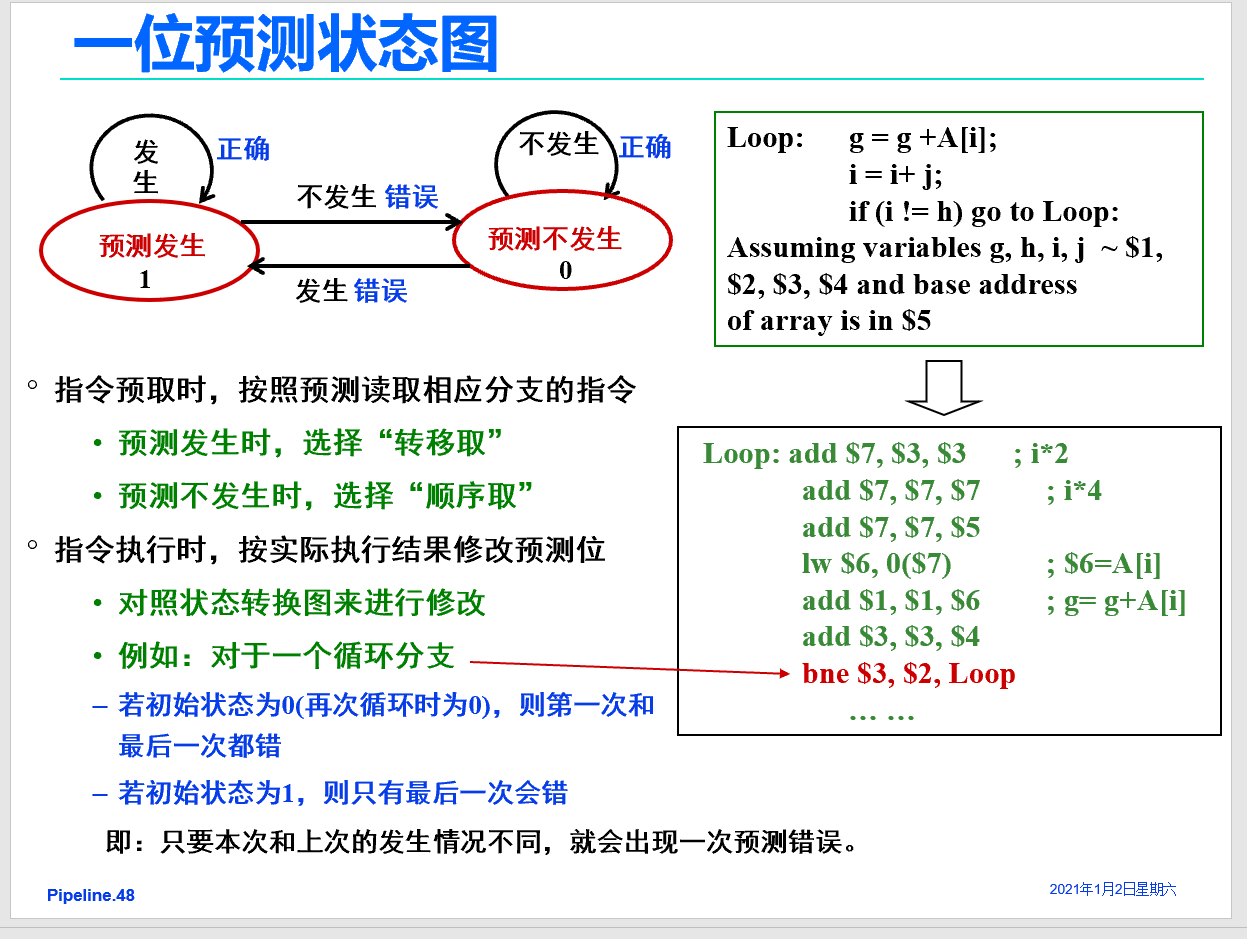 一位预测状态图
发
生
正确
不发生 错误
不发生
正确
预测发生
1
预测不发生
0
发生 错误
Loop: g = g +A[i];
i = i+ j;
if (i != h) go to Loop:
Assuming variables g, h, i, j ~ $1,
$2, $3, $4 and base address
of array is in $5
° 指令预取时，按照预测读取相应分支的指令
• 预测发生时，选择“转移取”
• 预测不发生时，选择“顺序取”
° 指令执行时，按实际执行结果修改预测位
• 对照状态转换图来进行修改
• 例如：对于一个循环分支
– 若初始状态为0(再次循环时为0)，则第一次和
最后一次都错
– 若初始状态为1，则只有最后一次会错
即：只要本次和上次的发生情况不同，就会出现一次预测错误。
Loop: add $7, $3, $3 ; i*2
add $7, $7, $7 ; i*4
add $7, $7, $5
lw $6, 0($7) ; $6=A[i]
add $1, $1, $6 ; g= g+A[i]
add $3, $3, $4
bne $3, $2, Loop
… …
Pipeline.48
2021年1月2日星期六